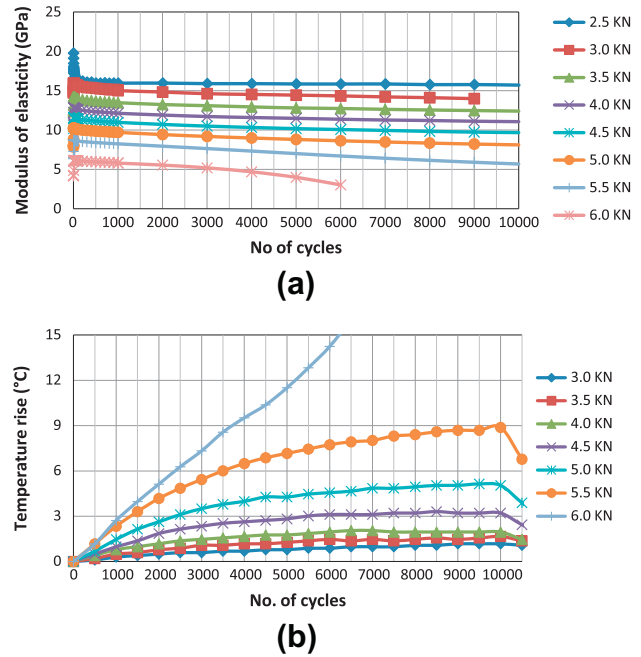 Modulus of elasticity (GPa)
25
20
15
10
5
0
0 1000 2000 3000 4000 5000 6000 7000 8000 9000 10000
No of cycles
2.5 KN
3.0 KN
3.5 KN
4.0 KN
4.5 KN
5.0 KN
5.5 KN
6.0 KN
(a)
Temperature rise (°C)
15
12
9
6
3
0
0 1000 2000 3000 4000 5000 6000 7000 8000 9000 10000
No. of cycles
3.0 KN
3.5 KN
4.0 KN
4.5 KN
5.0 KN
5.5 KN
6.0 KN
(b)